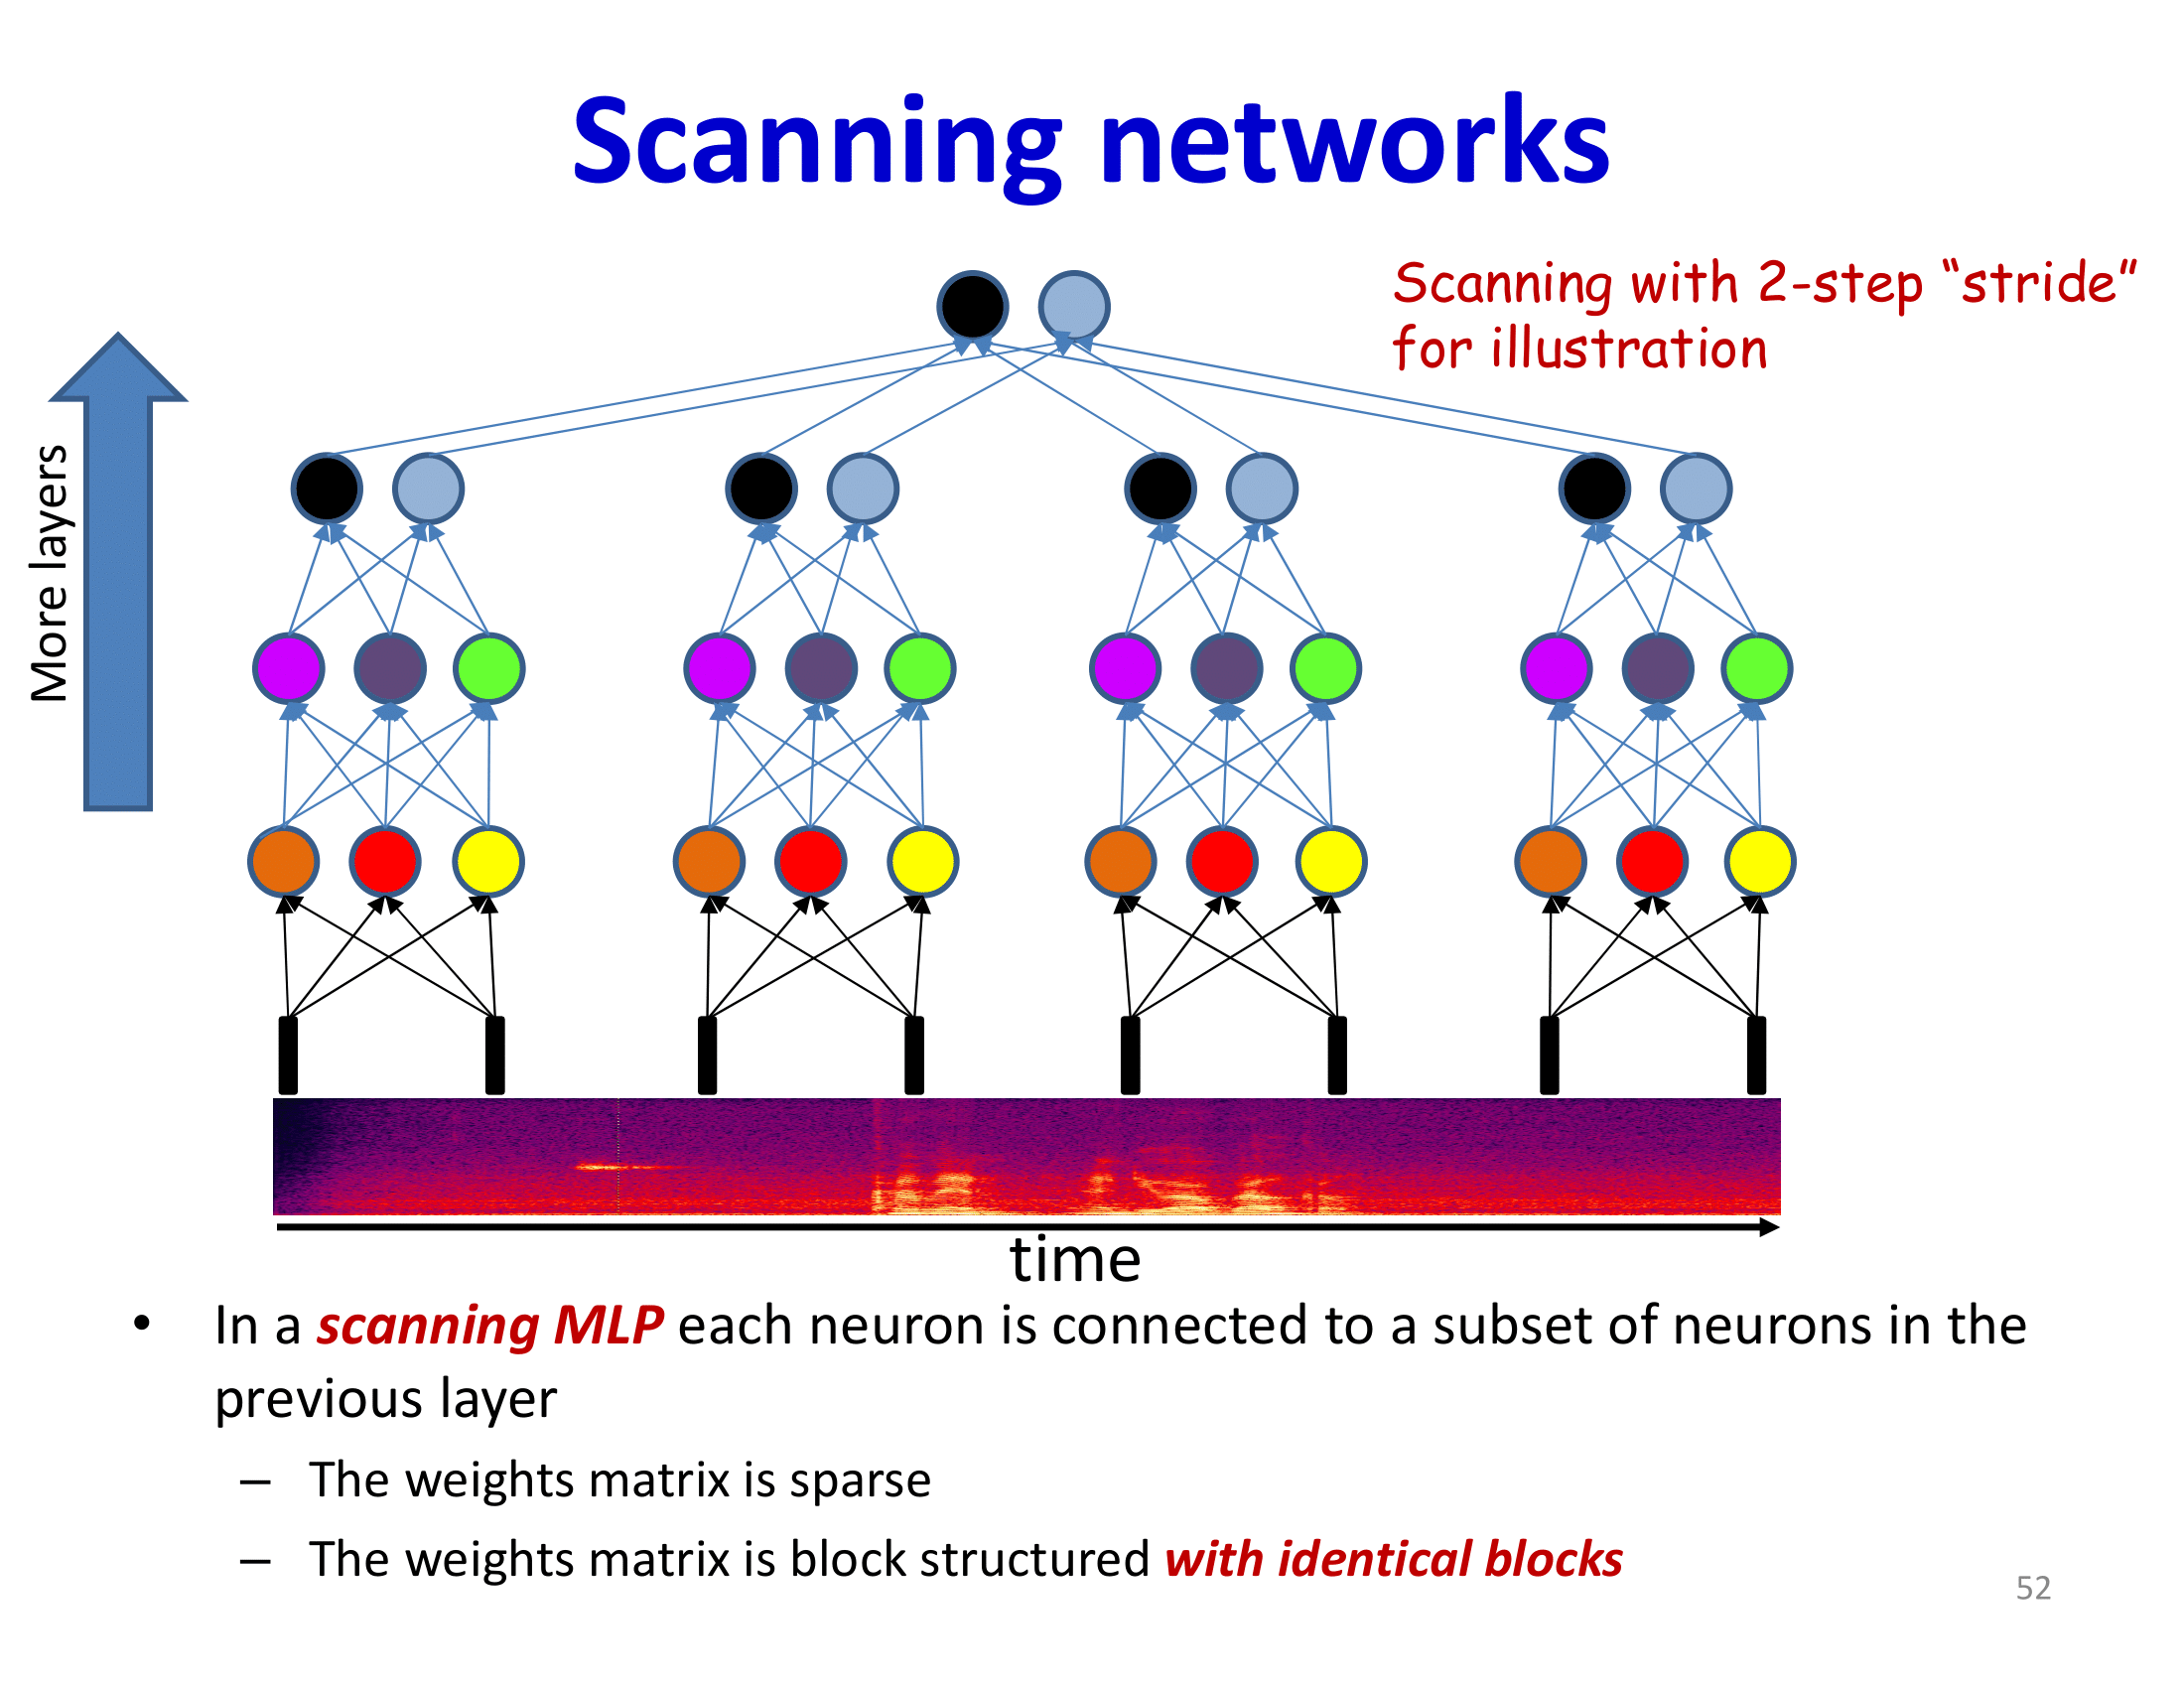 Scanning networks
Scanning with 2-step “stride”
for illustration
More layers
time
• In a scanning MLP each neuron is connected to a subset of neurons in the
previous layer
– The weights matrix is sparse
– The weights matrix is block structured with identical blocks
52